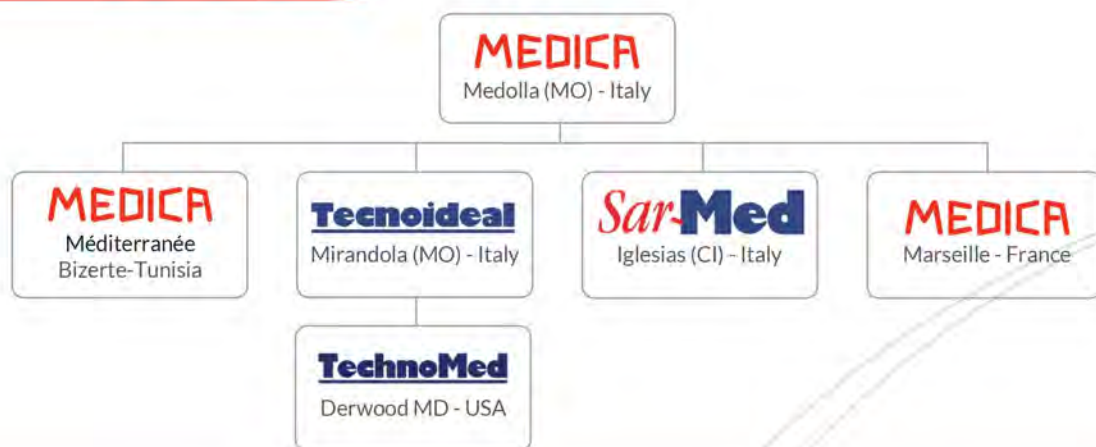 MEDICA
Medolla (MO) - Italy
MEDICA
Méditerranée
Bizerte-Tunisia
Tecnoideal
Mirandola (MO) - Italy
Sar-Med
Iglesias (CI) - Italy
MEDICA
Marseille - France
TechnoMed
Derwood MD - USA